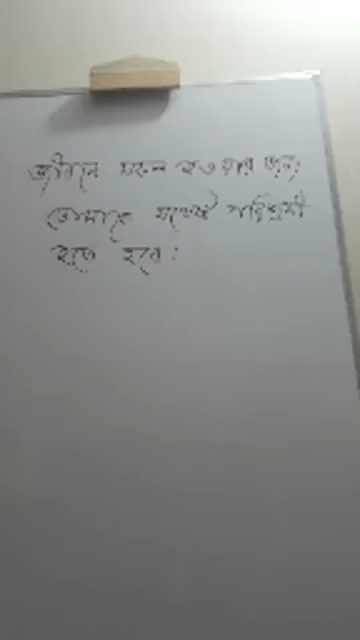 জীবনে সফল হওয়ার জন্য
তোমাকে যথেষ্ট পরিশ্রমী
হতে হবে।